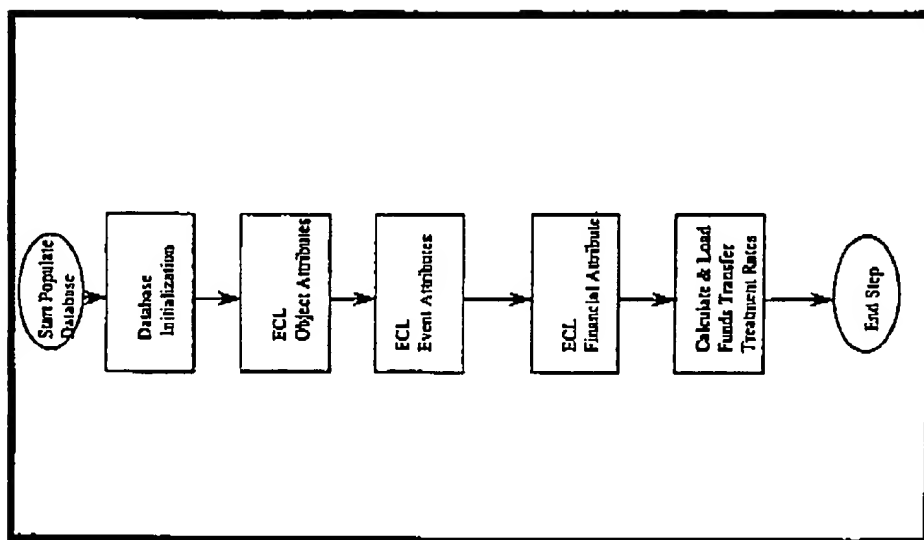 Start Populate
Database
Database
Initialization
ECL
Object Attributes
ECL
Event Attributes
ECL
Financial Attribute
Calculate & Load
Funds Transfer
Treatment Rates
End Step